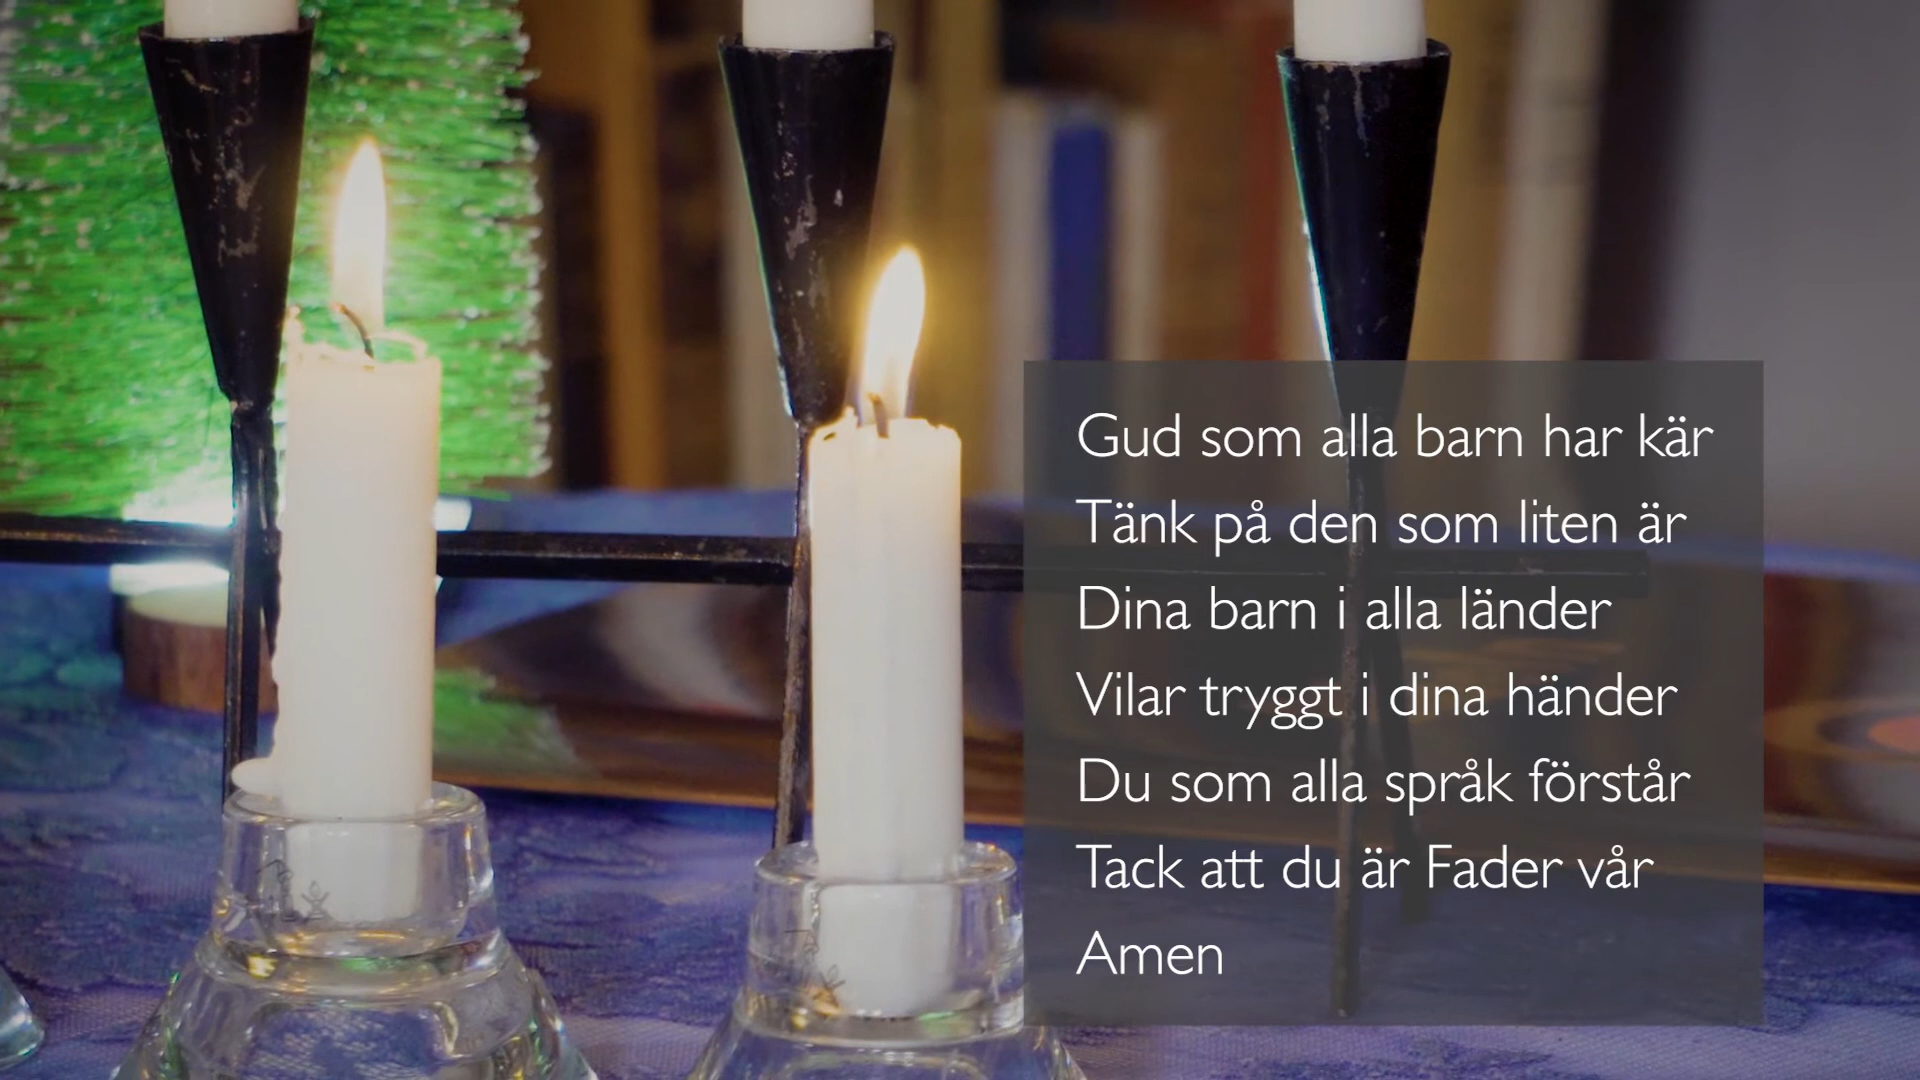 Gud som alla barn har kär
Tänk på den som liten är
Dina barn i alla länder
Vilar tryggt i dina händer
Du som alla språk förstår
Tack att du är Fader vår
Amen